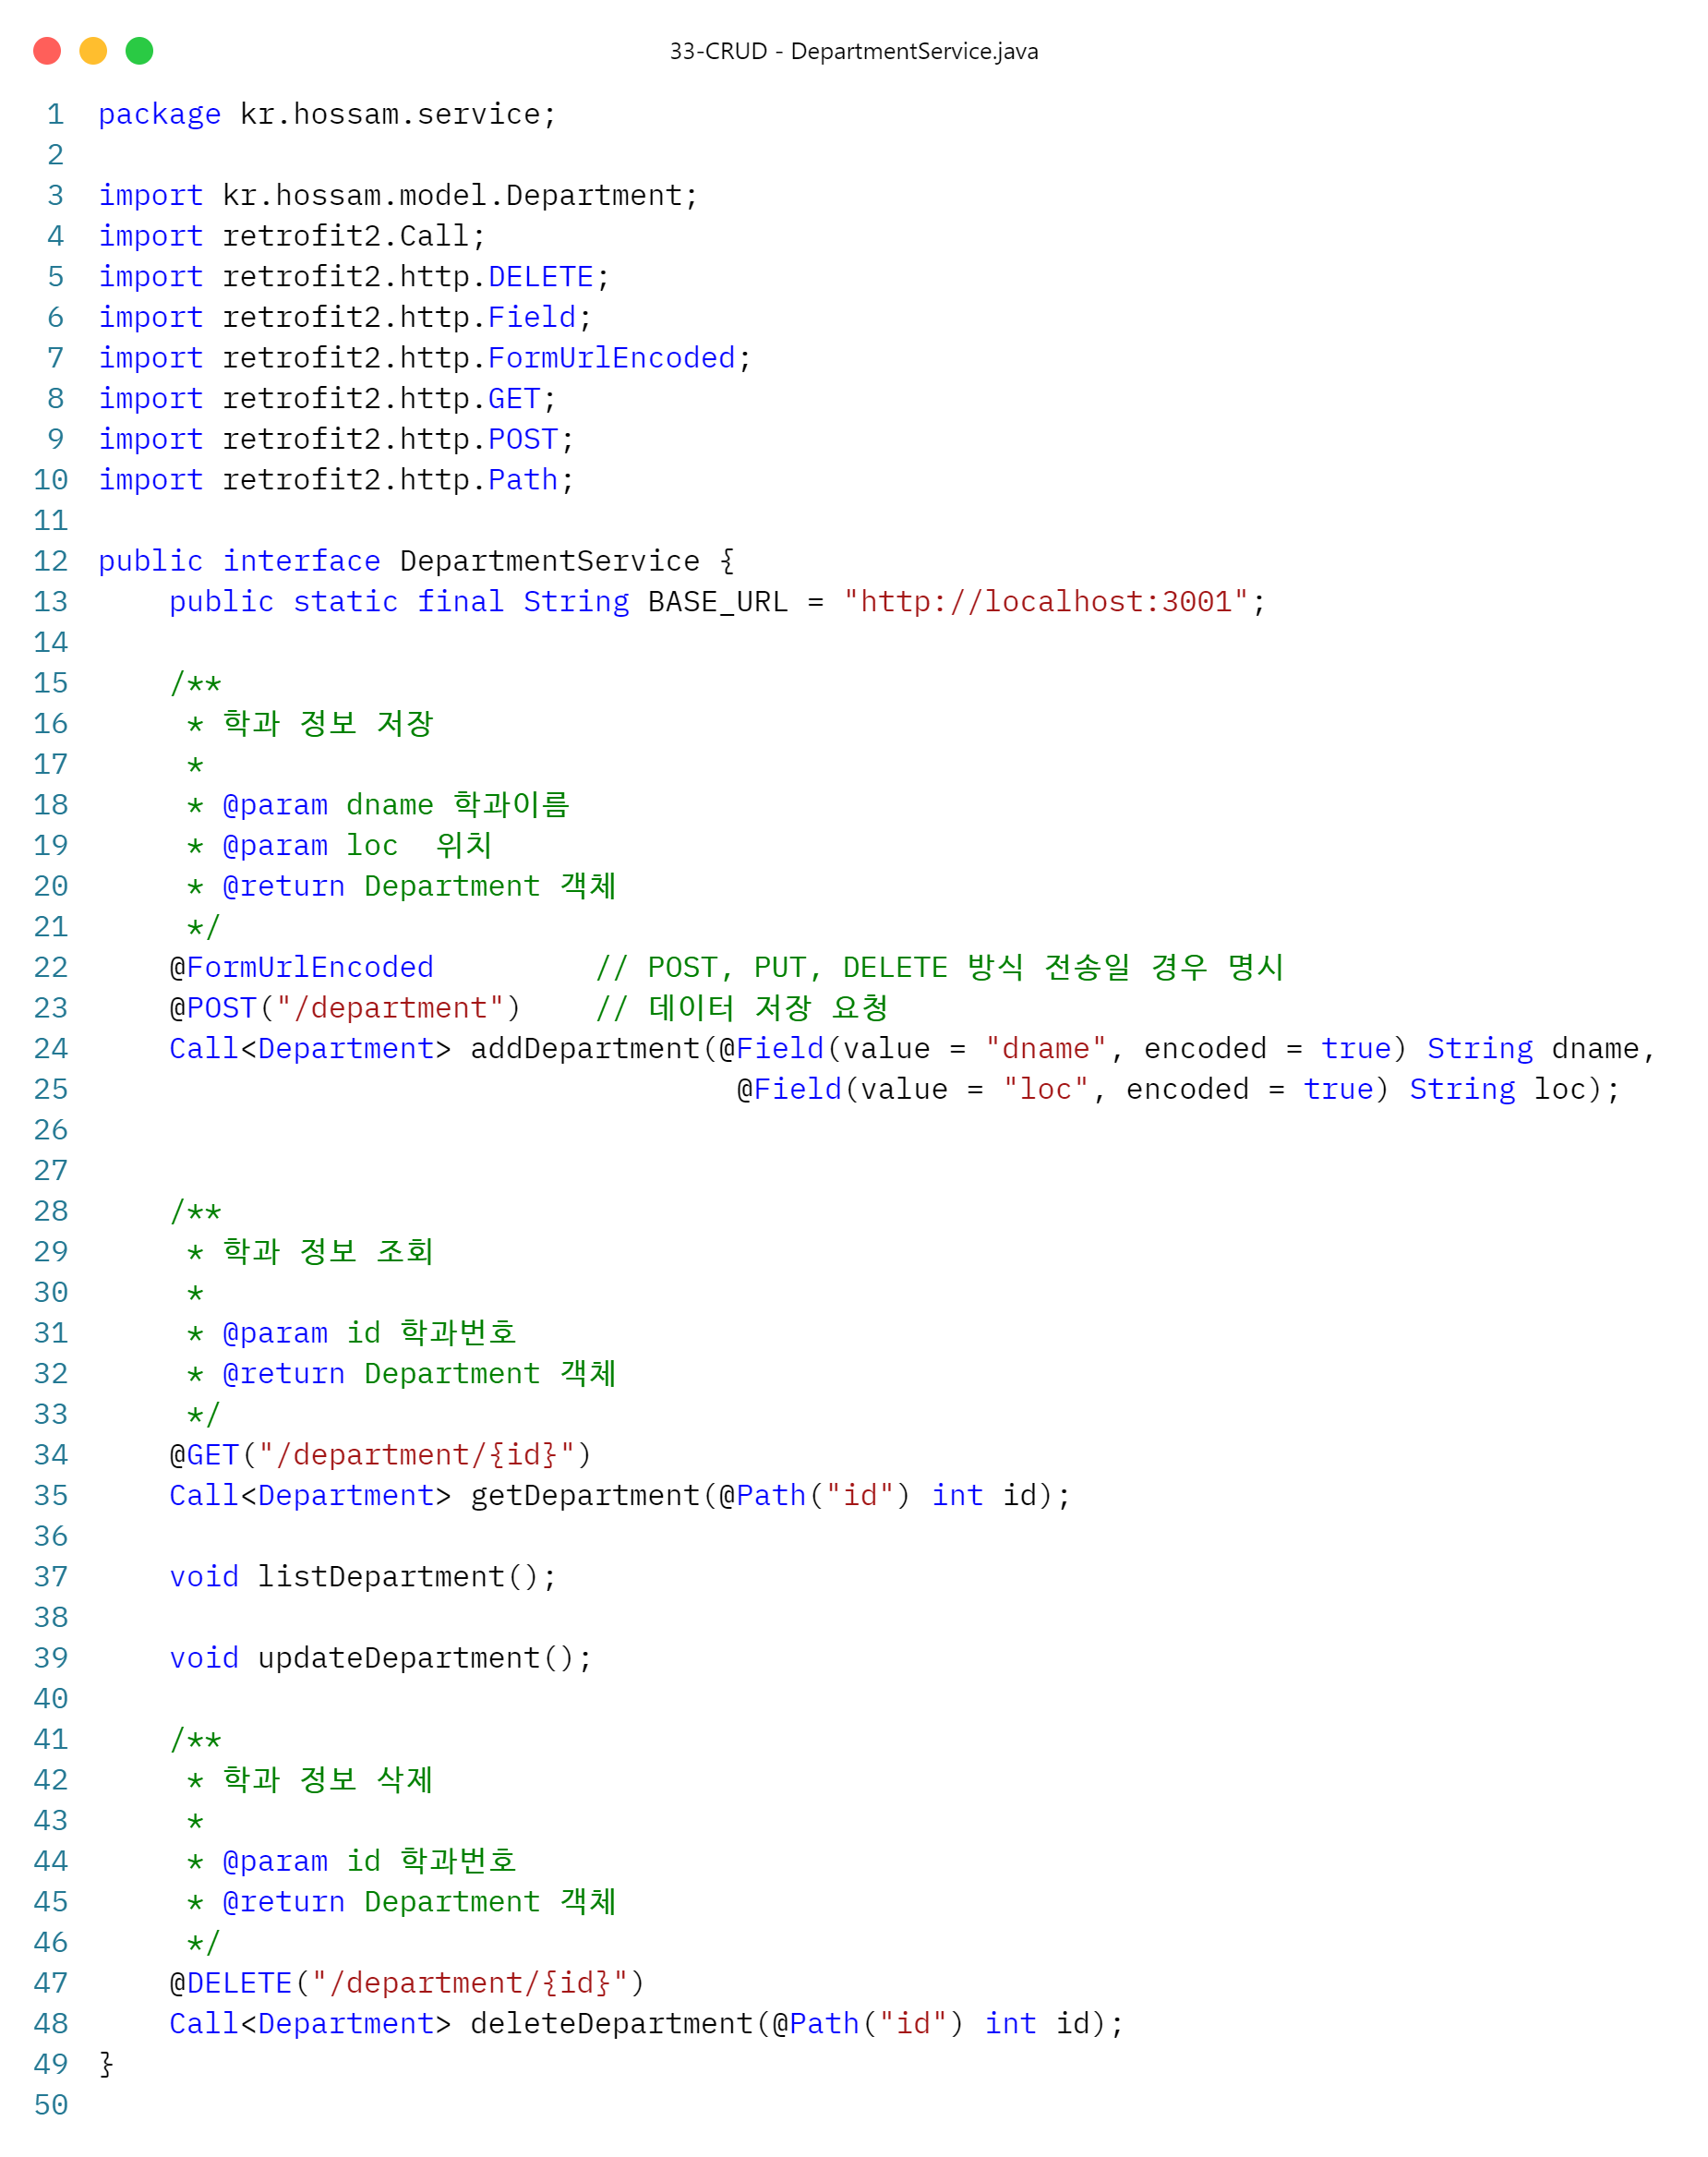 33-CRUD - DepartmentService.java
1 package kr.hossam.service;
2
3 import kr.hossam.model.Department;
4 import retrofit2.Call;
5 import retrofit2.http.DELETE;
6 import retrofit2.http.Field;
7 import retrofit2.http.FormUrlEncoded;
8 import retrofit2.http.GET;
9 import retrofit2.http.POST;
10 import retrofit2.http.Path;
11
12 public interface DepartmentService {
13     public static final String BASE_URL = "http://localhost:3001";
14
15     /**
16      * 학과 정보 저장
17      *
18      * @param dname 학과이름
19      * @param loc  위치
20      * @return Department 객체
21      */
22     @FormUrlEncoded         // POST, PUT, DELETE 방식 전송일 경우 명시
23     @POST("/department")    // 데이터 저장 요청
24     Call<Department> addDepartment(@Field(value = "dname", encoded = true) String dname,
25                                     @Field(value = "loc", encoded = true) String loc);
26
27
28     /**
29      * 학과 정보 조회
30      *
31      * @param id 학과번호
32      * @return Department 객체
33      */
34     @GET("/department/{id}")
35     Call<Department> getDepartment(@Path("id") int id);
36
37     void listDepartment();
38
39     void updateDepartment();
40
41     /**
42      * 학과 정보 삭제
43      *
44      * @param id 학과번호
45      * @return Department 객체
46      */
47     @DELETE("/department/{id}")
48     Call<Department> deleteDepartment(@Path("id") int id);
49 }
50